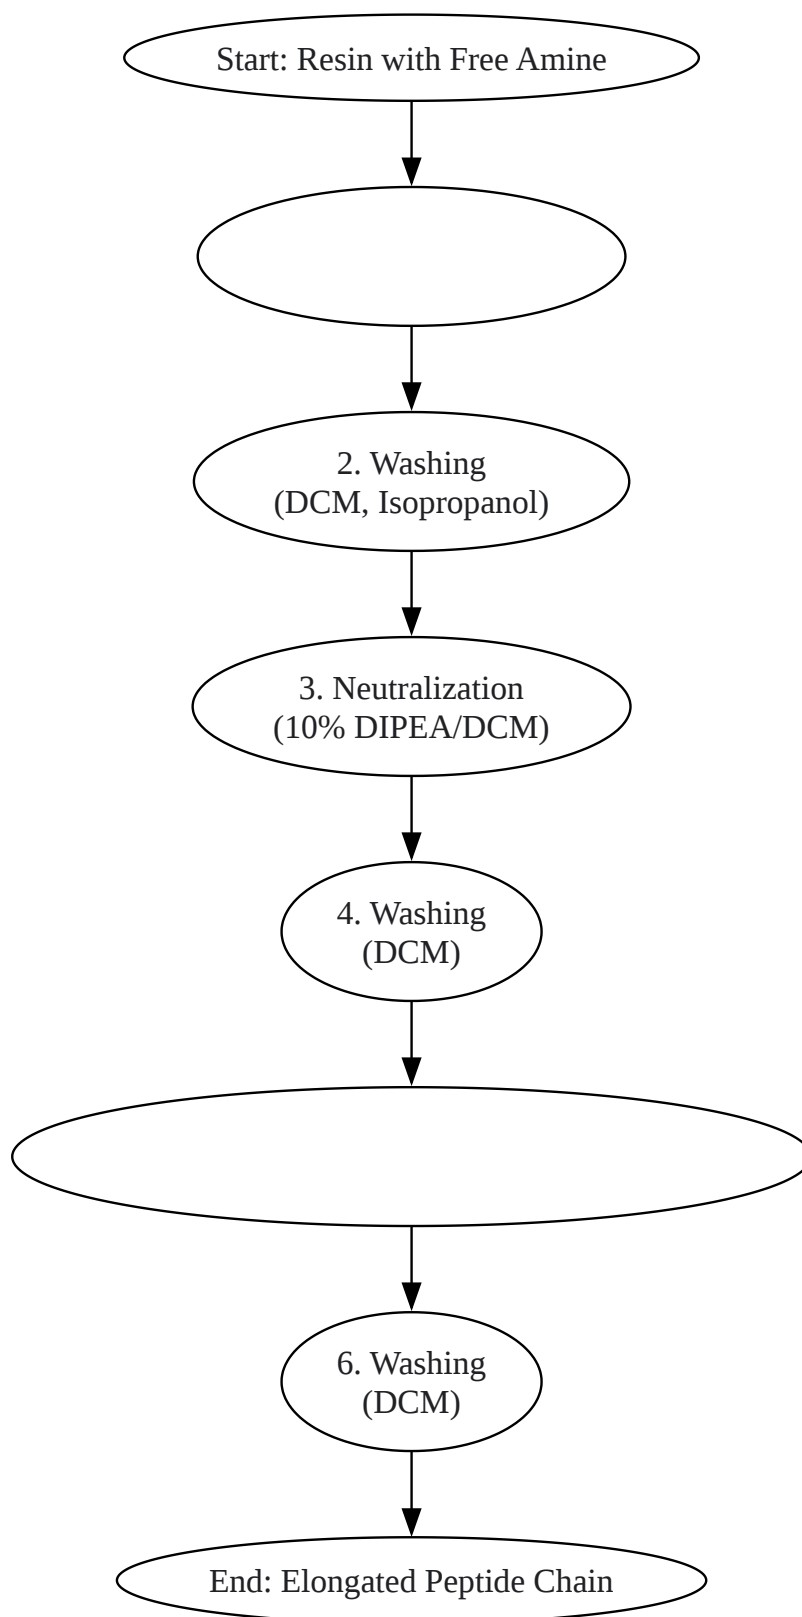 Start: Resin with Free Amine
2. Washing
(DCM, Isopropanol)
3. Neutralization
(10% DIPEA/DCM)
4. Washing
(DCM)
6. Washing
(DCM)
End: Elongated Peptide Chain